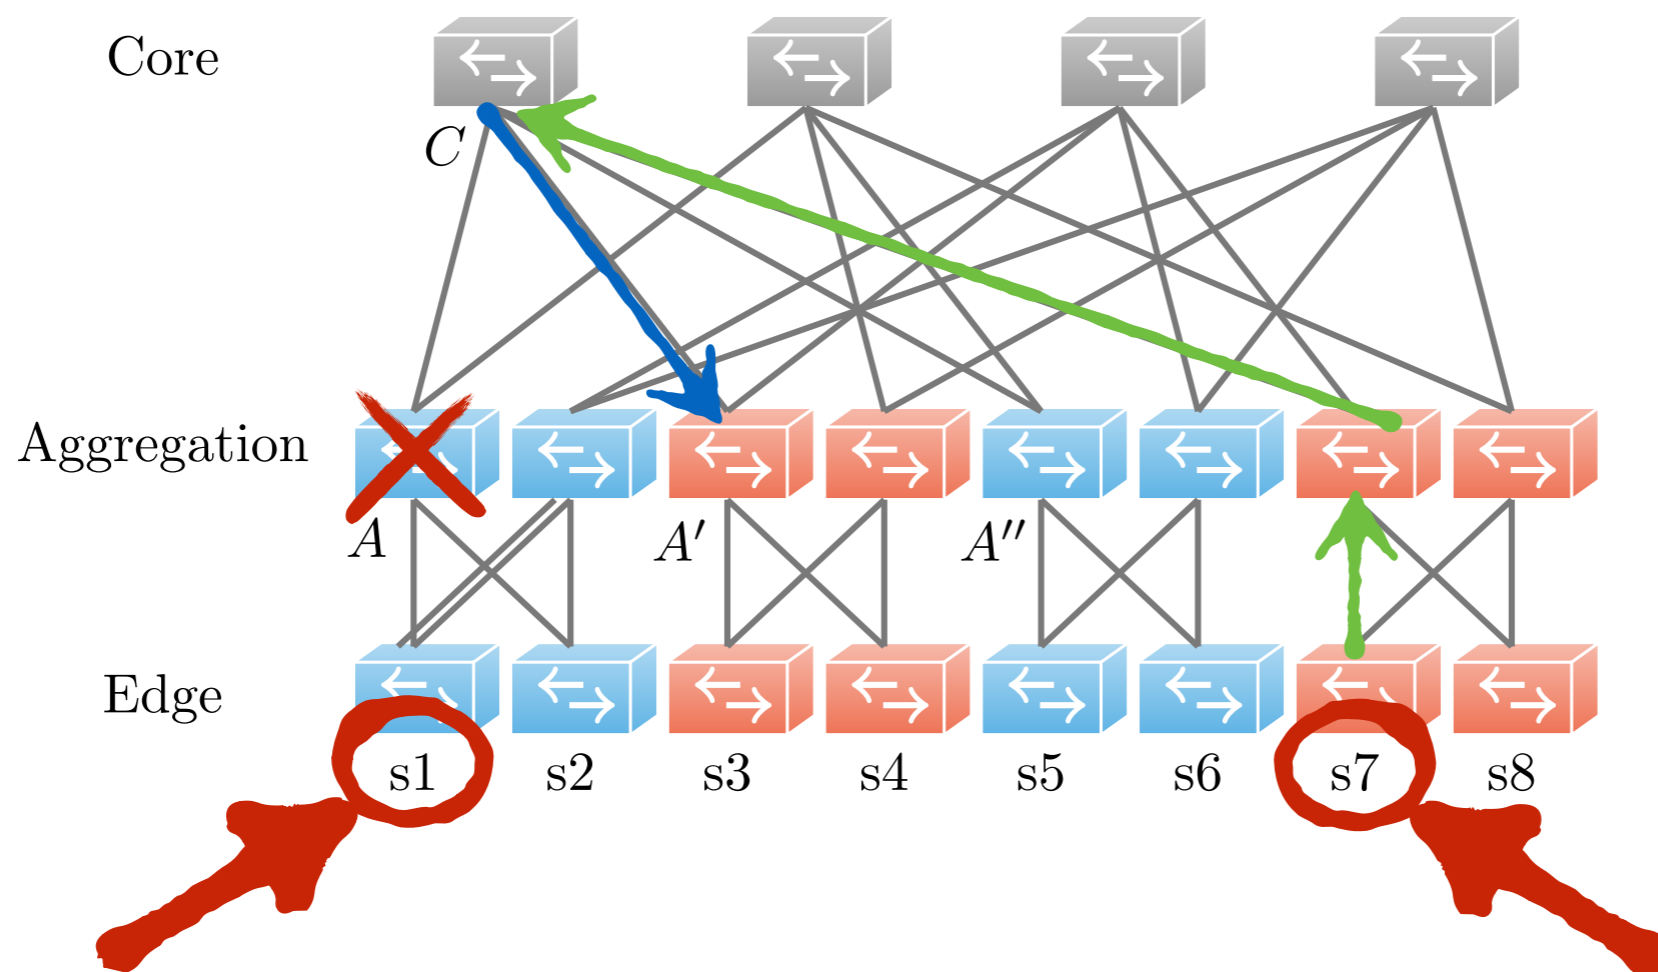 Core
C
Aggregation
A A′ A″
Edge
s1 s2 s3 s4 s5 s6 s7 s8